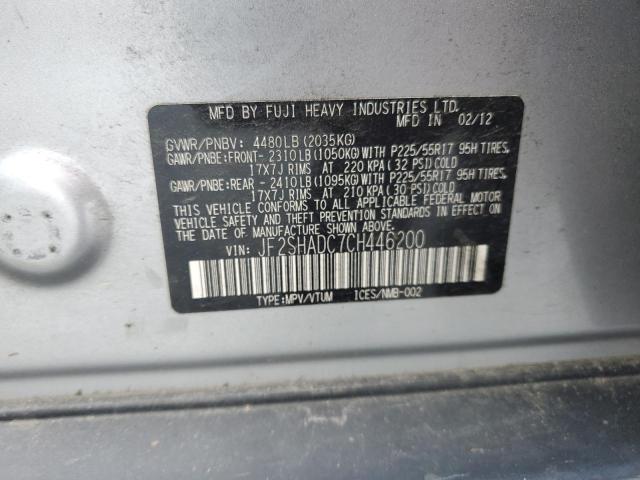 MFD BY FUJI HEAVY INDUSTRIES LTD.
MFD IN 02/12
GVWR/PNBV: 4480LB (2035KG)
GAWR/PNBE:FRONT- 2310LB (1050KG) WITH P225/55R17 95H TIRES,
17X7J RIMS AT 220 KPA (32 PSI) COLD
GAWR/PNBE:REAR - 2410LB (1095KG) WITH P225/55R17 95H TIRES,
17X7J RIMS AT 210 KPA (30 PSI) COLD
THIS VEHICLE CONFORMS TO ALL APPLICABLE FEDERAL MOTOR
VEHICLE SAFETY AND THEFT PREVENTION STANDARDS IN EFFECT ON
THE DATE OF MANUFACTURE SHOWN ABOVE.
VIN: JF2SHADC7CH446200
TYPE:MPV/VTUM ICES/NMB-002